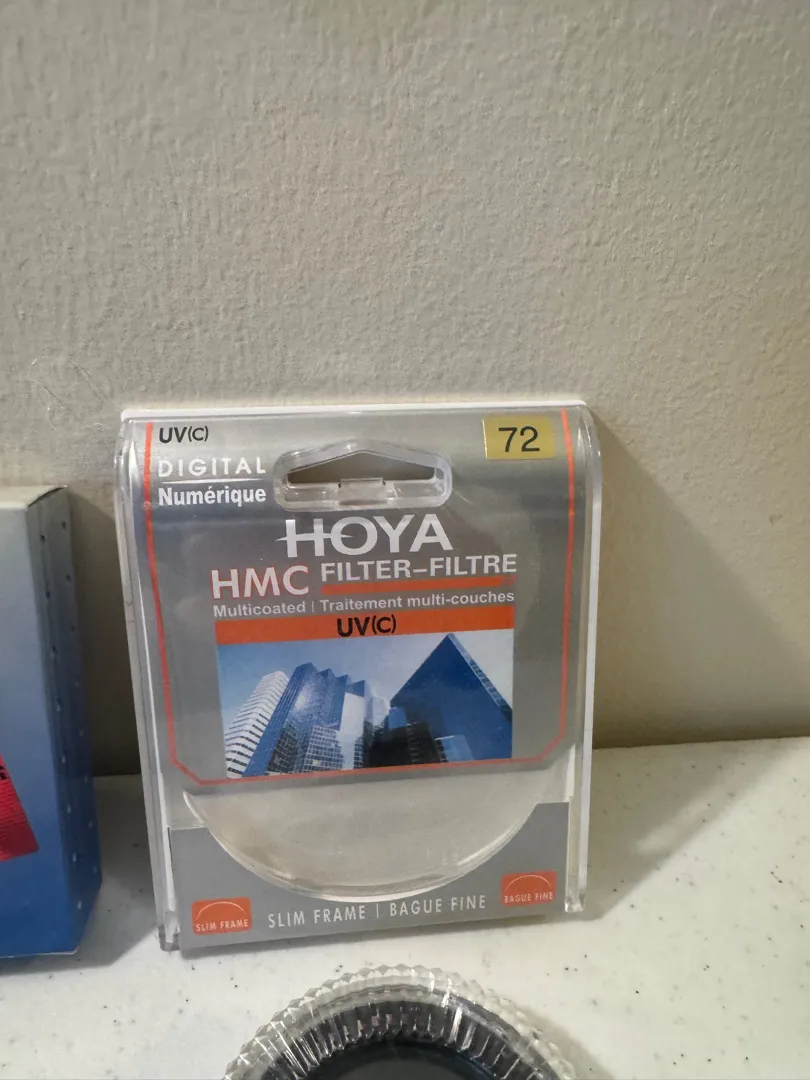 UV(C)
72
DIGITAL
Numérique
HOYA
HMC FILTER-FILTRE
Multicoated | Traitement multi-couches
UV(C)
SLIM FRAME
SLIM FRAME | BAGUE FINE
BAGUE FINE